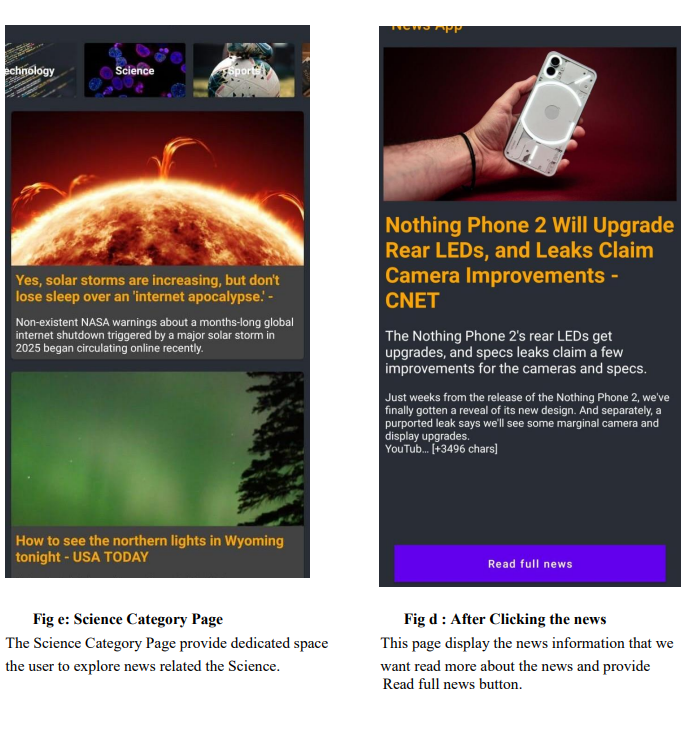 echnology
Science
Sports
Yes, solar storms are increasing, but don't
lose sleep over an 'internet apocalypse.' -
Non-existent NASA warnings about a months-long global
internet shutdown triggered by a major solar storm in
2025 began circulating online recently.
How to see the northern lights in Wyoming
tonight - USA TODAY
Fig e: Science Category Page
The Science Category Page provide dedicated space
the user to explore news related the Science.
News App
Nothing Phone 2 Will Upgrade
Rear LEDs, and Leaks Claim
Camera Improvements -
CNET
The Nothing Phone 2's rear LEDs get
upgrades, and specs leaks claim a few
improvements for the cameras and specs.
Just weeks from the release of the Nothing Phone 2, we've
finally gotten a reveal of its new design. And separately, a
purported leak says we'll see some marginal camera and
display upgrades.
YouTub… [+3496 chars]
Read full news
Fig d : After Clicking the news
This page display the news information that we
want read more about the news and provide
Read full news button.